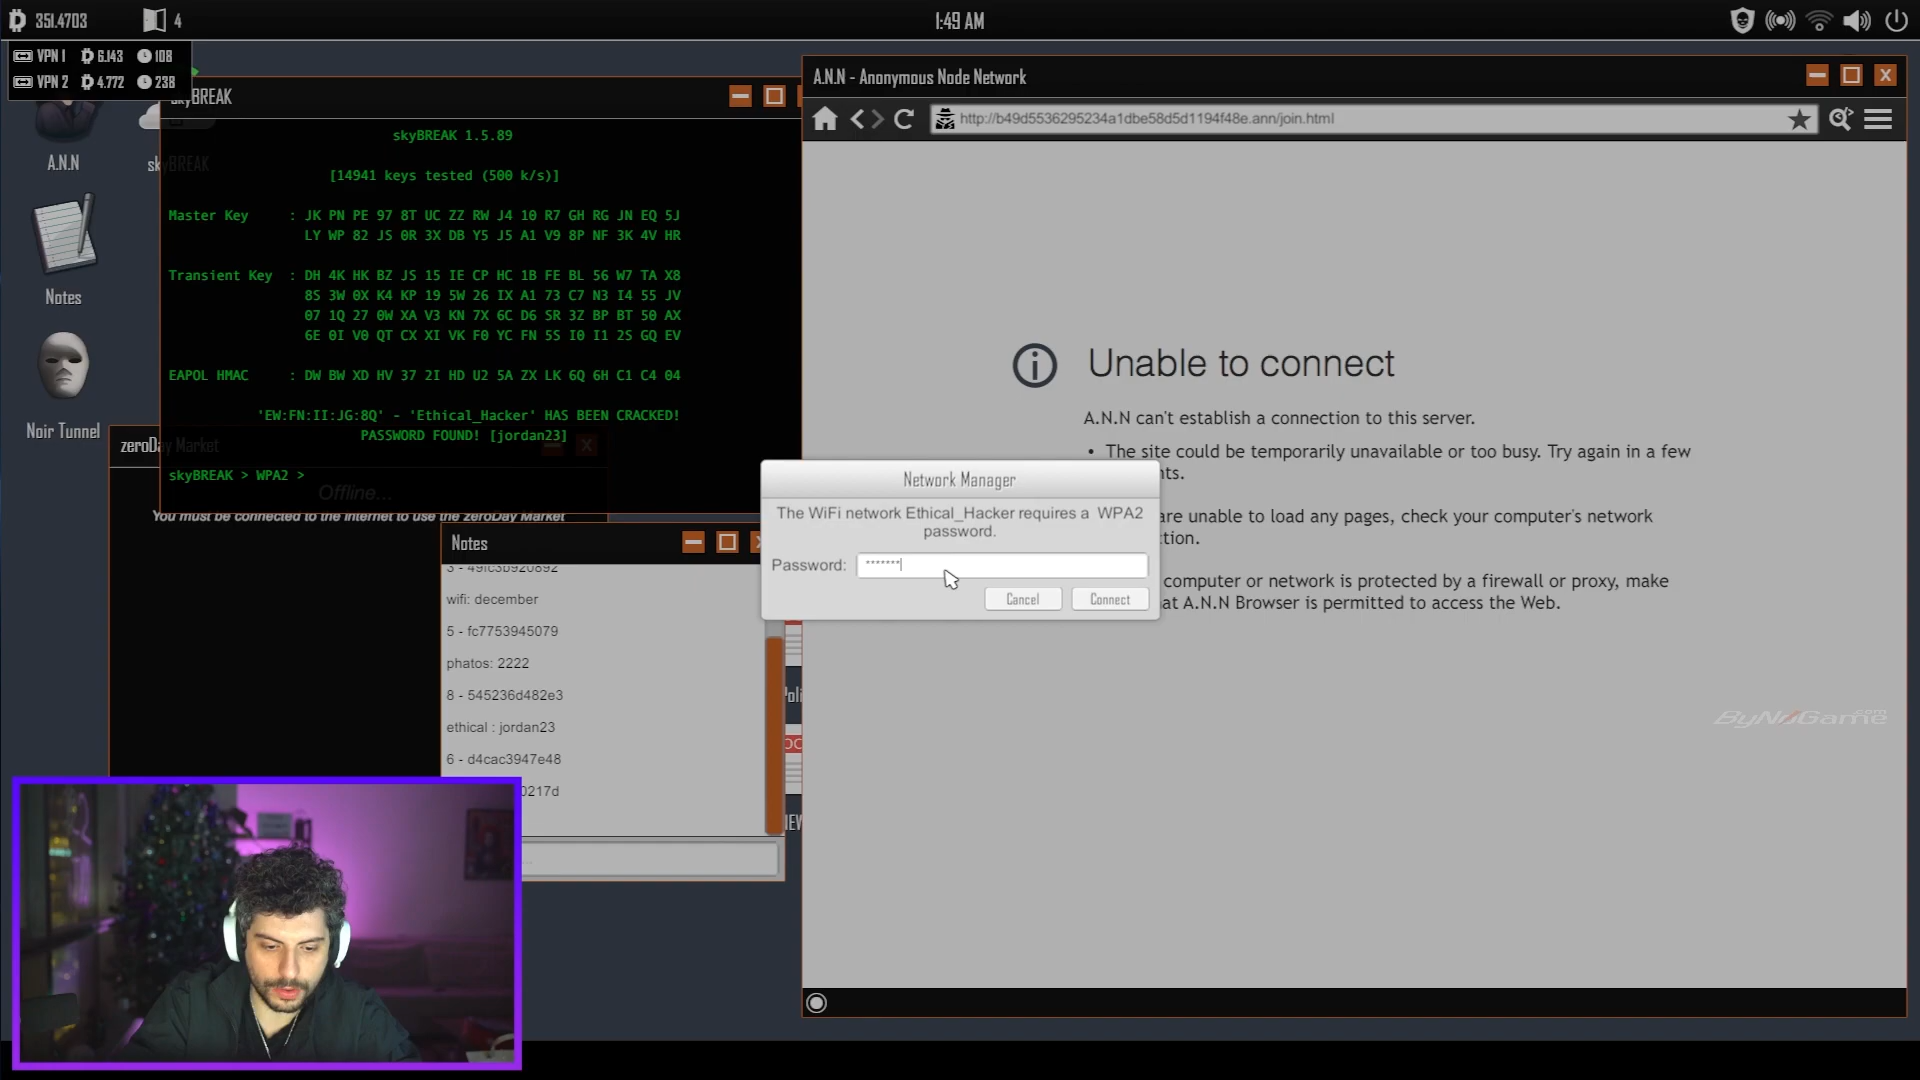 351.4703
4
1:49 AM
VPN 1 6.143 108
VPN 2 4.772 238
A.N.N
skyBREAK
Notes
Noir Tunnel
skyBREAK
skyBREAK 1.5.89
[14941 keys tested (500 k/s)]
Master Key : JK PN PE 97 8T UC ZZ RW J4 10 R7 GH RG JN EQ 5J
LY WP 82 JS 0R 3X DB Y5 J5 A1 V9 8P NF 3K 4V HR
Transient Key : DH 4K HK BZ JS 15 IE CP HC 1B FE BL 56 W7 TA X8
8S 3W 0X K4 KP 19 5W 26 IX A1 73 C7 N3 I4 55 JV
07 1Q 27 0W XA V3 KN 7X 6C D6 SR 3Z BP BT 50 AX
6E 0I V0 QT CX XI VK F0 YC FN 5S I0 I1 2S GQ EV
EAPOL HMAC : DW BW XD HV 37 2I HD U2 5A ZX LK 6Q 6H C1 C4 04
'EW:FN:II:JG:8Q' - 'Ethical_Hacker' HAS BEEN CRACKED!
PASSWORD FOUND! [jordan23]
skyBREAK > WPA2 >
zeroDay Market
Offline...
You must be connected to the internet to use the zeroDay Market
Notes
3 - 49fc3b920892
wifi: december
5 - fc7753945079
phatos: 2222
8 - 545236d482e3
ethical : jordan23
6 - d4cac3947e48
0217d
Network Manager
The WiFi network Ethical_Hacker requires a WPA2
password.
Password: *******
Cancel Connect
A.N.N - Anonymous Node Network
http://b49d5536295234a1dbe58d5d1194f48e.ann/join.html
Unable to connect
A.N.N can't establish a connection to this server.
• The site could be temporarily unavailable or too busy. Try again in a few
nts.
are unable to load any pages, check your computer's network
tion.
computer or network is protected by a firewall or proxy, make
at A.N.N Browser is permitted to access the Web.
ByNoGame.com